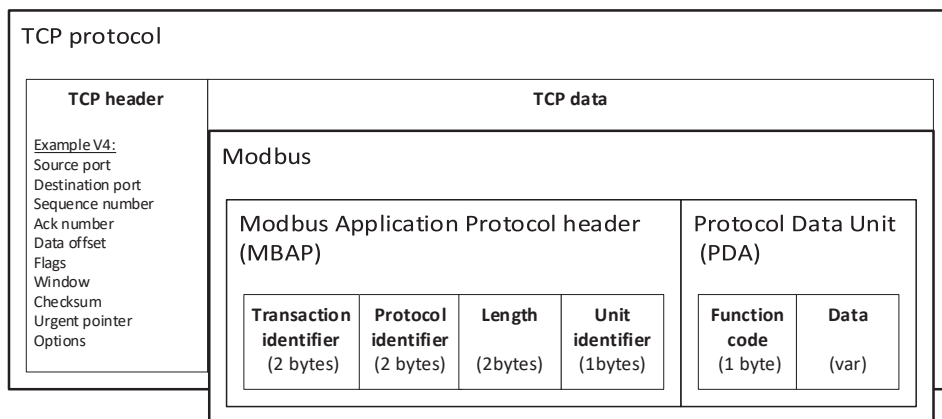 TCP protocol
TCP header
Example V4:
Source port
Destination port
Sequence number
Ack number
Data offset
Flags
Window
Checksum
Urgent pointer
Options
TCP data
Modbus
Modbus Application Protocol header
(MBAP)
Transaction
identifier
(2 bytes)
Protocol
identifier
(2 bytes)
Length
(2bytes)
Unit
identifier
(1bytes)
Protocol Data Unit
(PDA)
Function
code
(1 byte)
Data
(var)